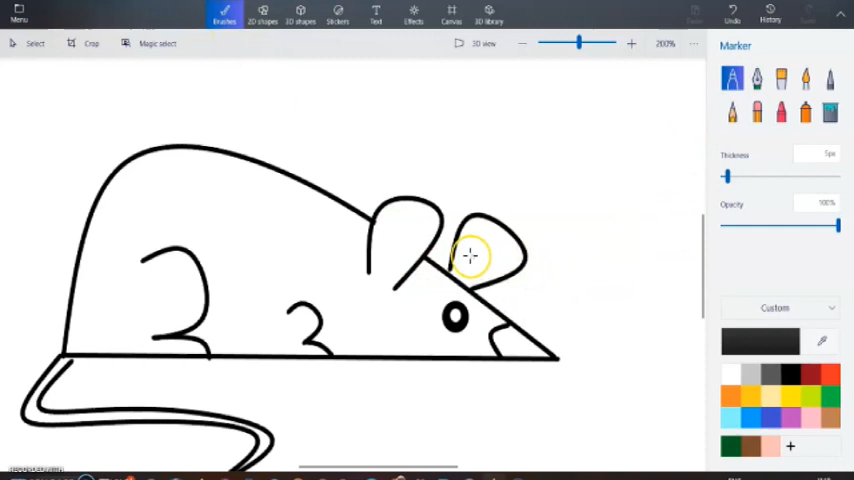 Menu
Brushes
2D shapes
3D shapes
Stickers
Text
Effects
Canvas
3D library
Undo
History
Select
Crop
Magic select
3D view
200%
Marker
Thickness
5px
Opacity
100%
Custom